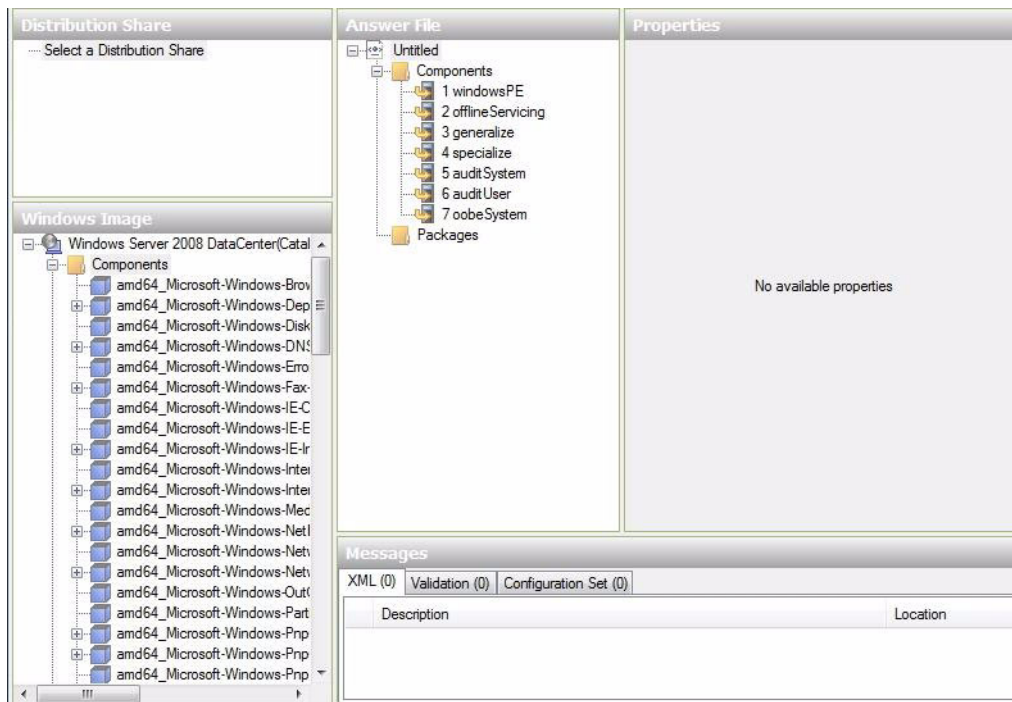 Distribution Share
Select a Distribution Share
Windows Image
Windows Server 2008 DataCenter(Catal
Components
amd64_Microsoft-Windows-Brow
amd64_Microsoft-Windows-Dep
amd64_Microsoft-Windows-Disk
amd64_Microsoft-Windows-DNS
amd64_Microsoft-Windows-Erro
amd64_Microsoft-Windows-Fax-
amd64_Microsoft-Windows-IE-C
amd64_Microsoft-Windows-IE-E
amd64_Microsoft-Windows-IE-Ir
amd64_Microsoft-Windows-Inter
amd64_Microsoft-Windows-Inter
amd64_Microsoft-Windows-Med
amd64_Microsoft-Windows-NetI
amd64_Microsoft-Windows-Netw
amd64_Microsoft-Windows-Netw
amd64_Microsoft-Windows-Out
amd64_Microsoft-Windows-Part
amd64_Microsoft-Windows-Pnp
amd64_Microsoft-Windows-Pnp
amd64_Microsoft-Windows-Pnp
Answer File
Untitled
Components
1 windowsPE
2 offlineServicing
3 generalize
4 specialize
5 auditSystem
6 auditUser
7 oobeSystem
Packages
Properties
No available properties
Messages
XML (0) Validation (0) Configuration Set (0)
Description Location